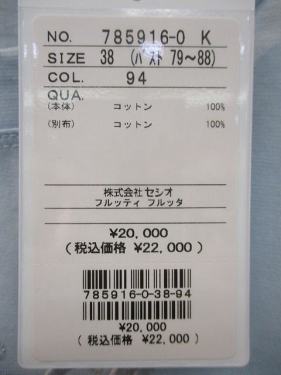 NO. 785916-0 K
SIZE 38 (バスト 79～88)
COL. 94
QUA.
(本体) コットン 100%
(別布) コットン 100%
株式会社セシオ
フルッティ フルッタ
¥20,000
(税込価格 ¥22,000)
785916-0-38-94
¥20,000
(税込価格 ¥22,000)